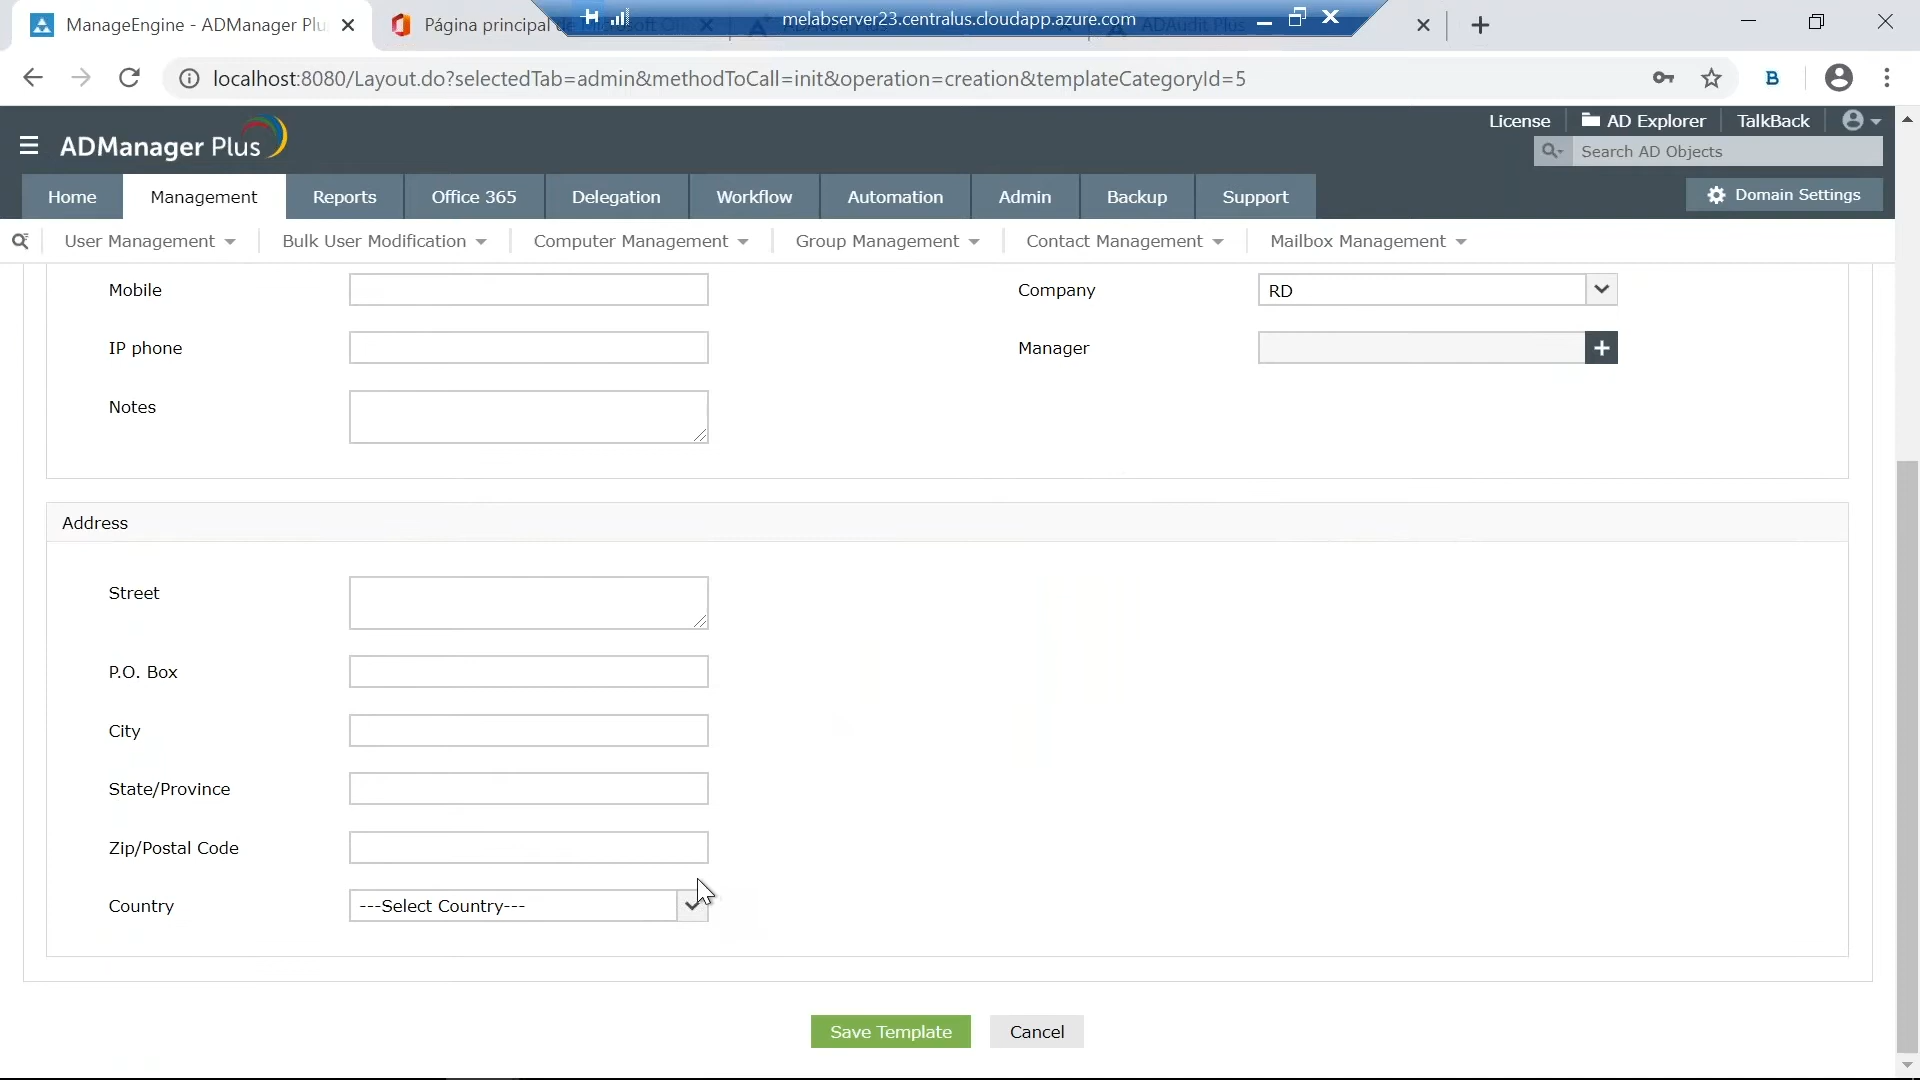 ManageEngine - ADManager Plu
Página principal de
melabserver23.centralus.cloudapp.azure.com
ADAudit Plus
localhost:8080/Layout.do?selectedTab=admin&methodToCall=init&operation=creation&templateCategoryId=5
B
ADManager Plus
License
AD Explorer
TalkBack
Search AD Objects
Home
Management
Reports
Office 365
Delegation
Workflow
Automation
Admin
Backup
Support
Domain Settings
User Management
Bulk User Modification
Computer Management
Group Management
Contact Management
Mailbox Management
Mobile
Company
RD
IP phone
Manager
Notes
Address
Street
P.O. Box
City
State/Province
Zip/Postal Code
Country
---Select Country---
Save Template
Cancel